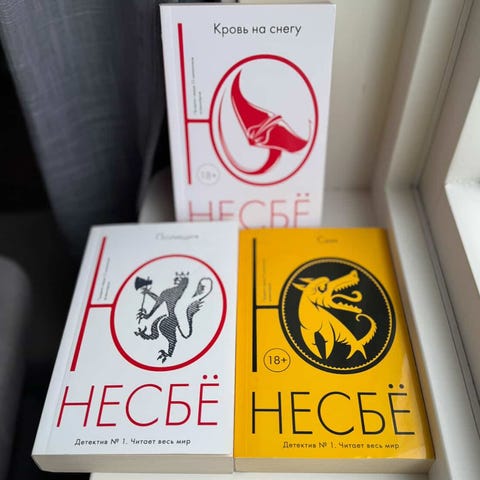 Кровь на снегу
Ю
18+
НЕСБЁ
Полиция
Ю
НЕСБЁ
Детектив № 1. Читает весь мир
Сын
Ю
18+
НЕСБЁ
Детектив № 1. Читает весь мир